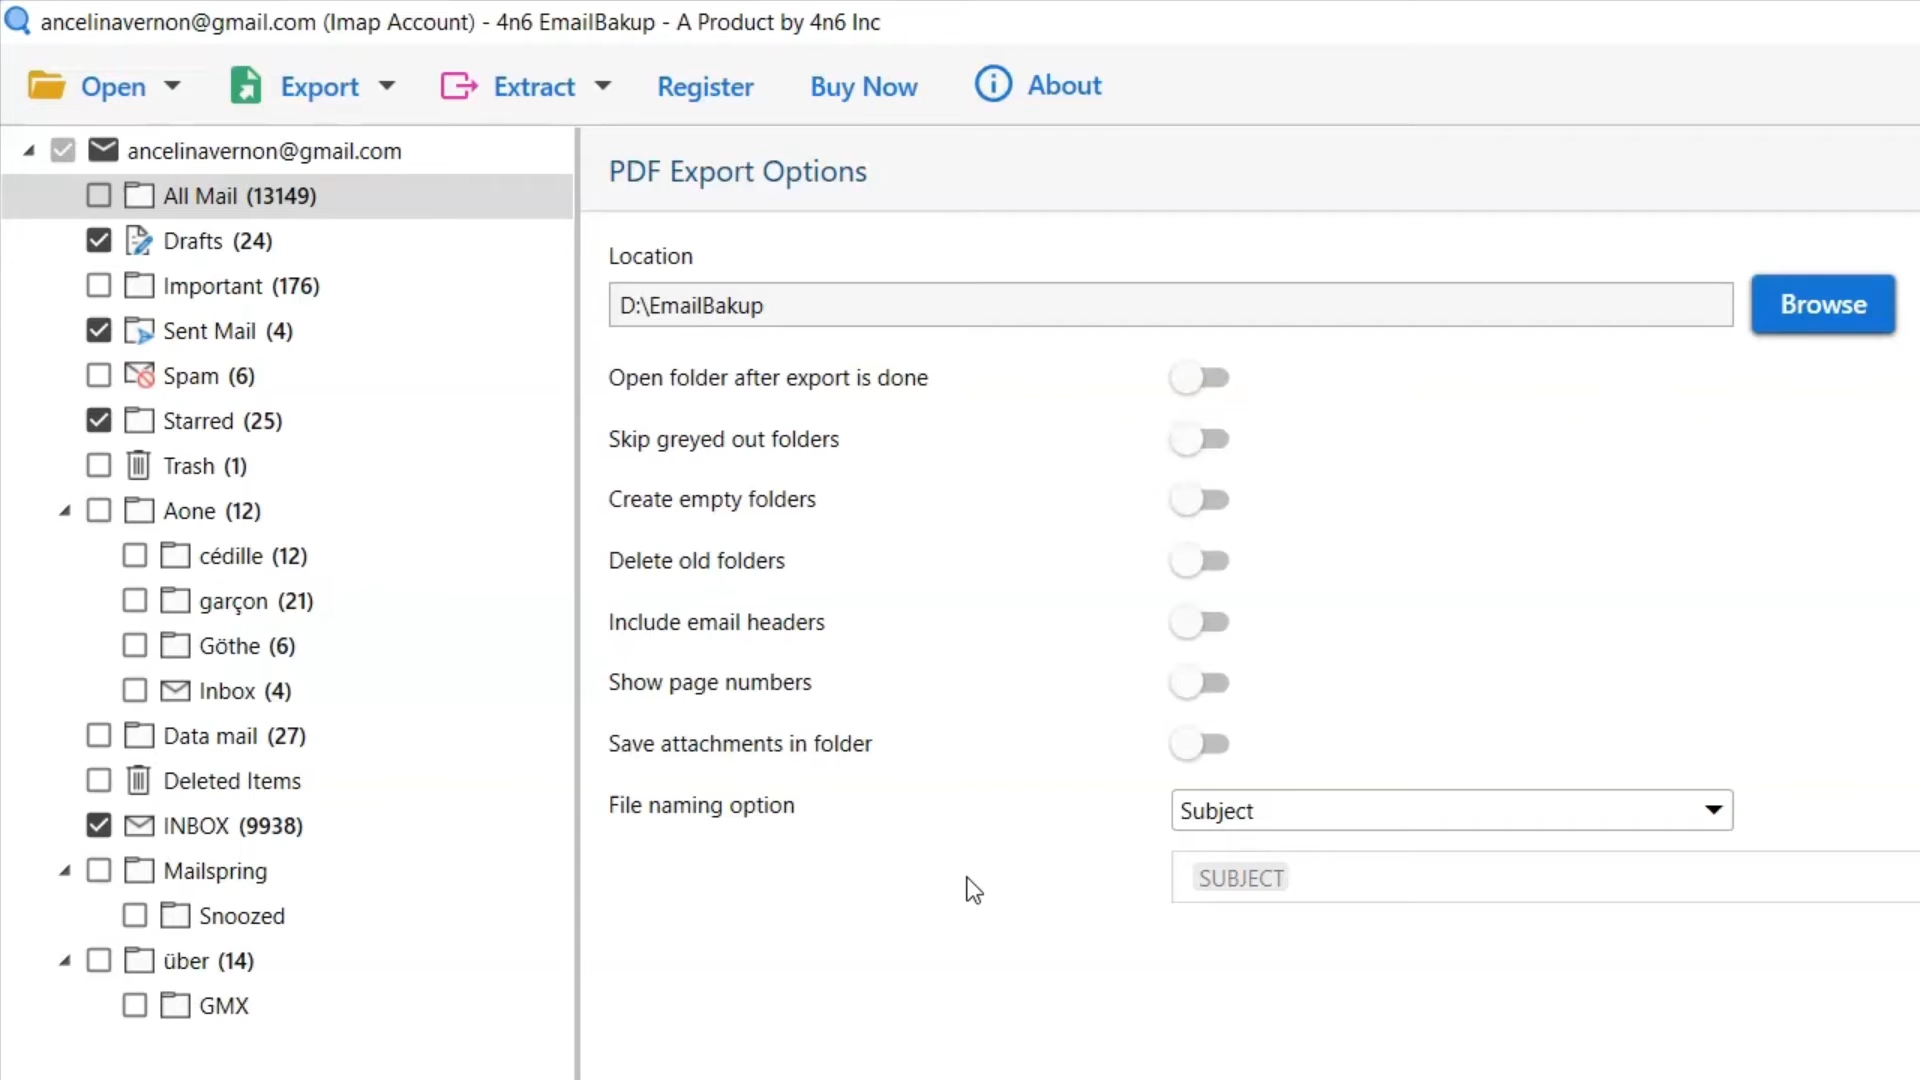 ancelinavernon@gmail.com (Imap Account) - 4n6 EmailBakup - A Product by 4n6 Inc
Open Export Extract Register Buy Now About
ancelinavernon@gmail.com
All Mail (13149)
Drafts (24)
Important (176)
Sent Mail (4)
Spam (6)
Starred (25)
Trash (1)
Aone (12)
cédille (12)
garçon (21)
Göthe (6)
Inbox (4)
Data mail (27)
Deleted Items
INBOX (9938)
Mailspring
Snoozed
über (14)
GMX
PDF Export Options
Location
D:\EmailBakup Browse
Open folder after export is done
Skip greyed out folders
Create empty folders
Delete old folders
Include email headers
Show page numbers
Save attachments in folder
File naming option Subject
SUBJECT